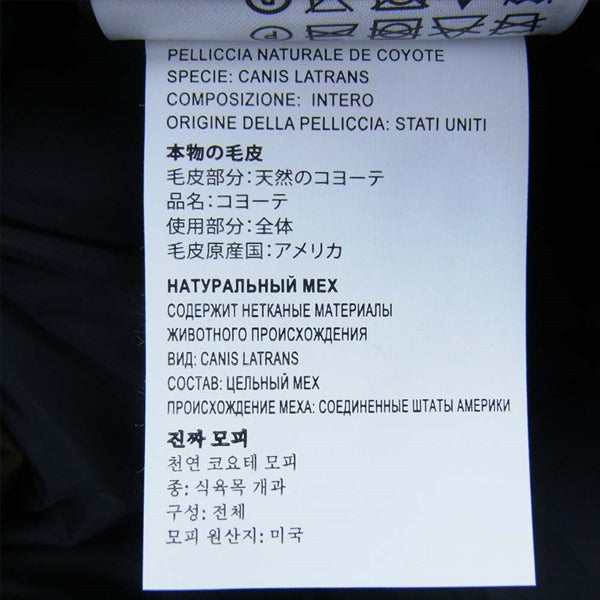 PELLICCIA NATURALE DE COYOTE
SPECIE: CANIS LATRANS
COMPOSIZIONE: INTERO
ORIGINE DELLA PELLICCIA: STATI UNITI
本物の毛皮
毛皮部分:天然のコヨーテ
品名:コヨーテ
使用部分:全体
毛皮原産国:アメリカ
НАТУРАЛЬНЫЙ МЕХ
СОДЕРЖИТ НЕТКАНЫЕ МАТЕРИАЛЫ
ЖИВОТНОГО ПРОИСХОЖДЕНИЯ
ВИД: CANIS LATRANS
СОСТАВ: ЦЕЛЬНЫЙ МЕХ
ПРОИСХОЖДЕНИЕ МЕХА: СОЕДИНЕННЫЕ ШТАТЫ АМЕРИКИ
진짜 모피
천연 코요테 모피
종: 식육목 개과
구성: 전체
모피 원산지: 미국